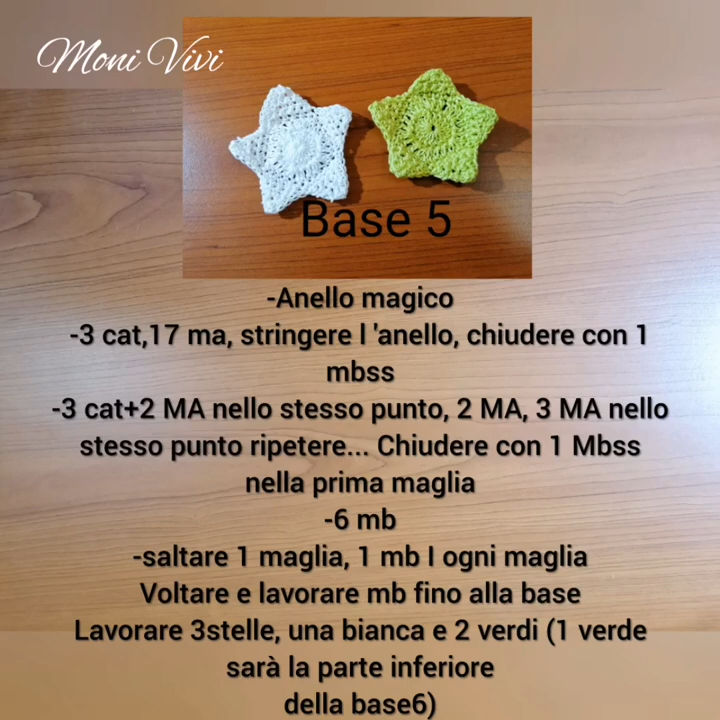 Moni Vivi
Base 5
-Anello magico
-3 cat,17 ma, stringere l 'anello, chiudere con 1
mbss
-3 cat+2 MA nello stesso punto, 2 MA, 3 MA nello
stesso punto ripetere... Chiudere con 1 Mbss
nella prima maglia
-6 mb
-saltare 1 maglia, 1 mb I ogni maglia
Voltare e lavorare mb fino alla base
Lavorare 3stelle, una bianca e 2 verdi (1 verde
sarà la parte inferiore
della base6)